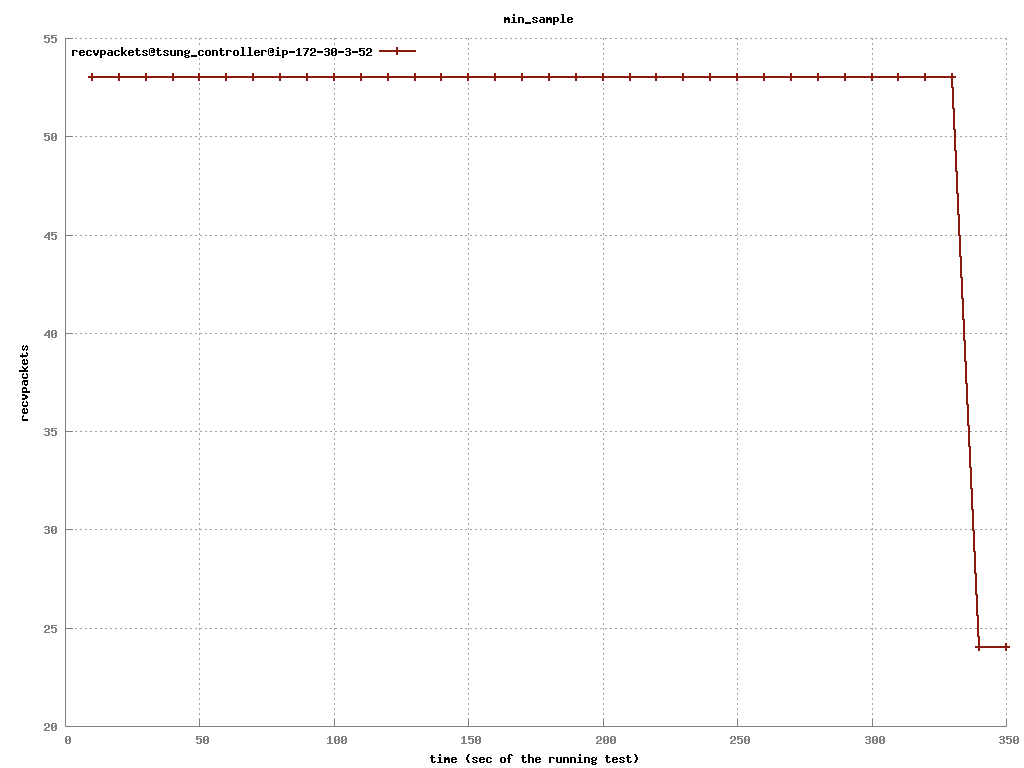 min_sample
recvpackets@tsung_controller@ip-172-30-3-52
55
50
45
40
35
30
25
20
recvpackets
0 50 100 150 200 250 300 350
time (sec of the running test)